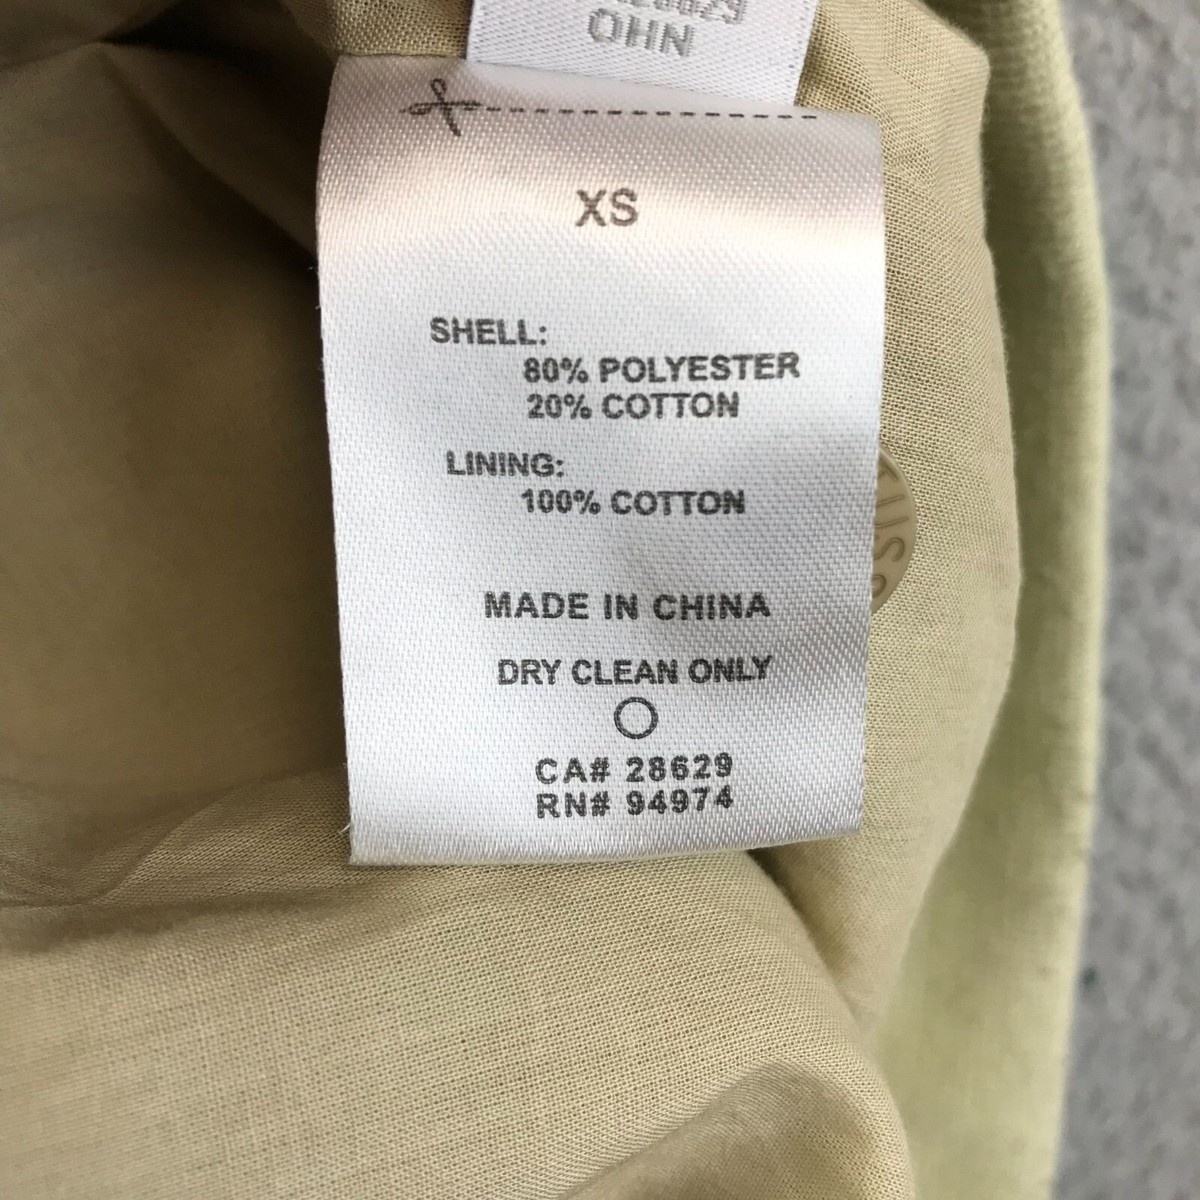 OHN
XS
SHELL:
80% POLYESTER
20% COTTON
LINING:
100% COTTON
MADE IN CHINA
DRY CLEAN ONLY
CA# 28629
RN# 94974